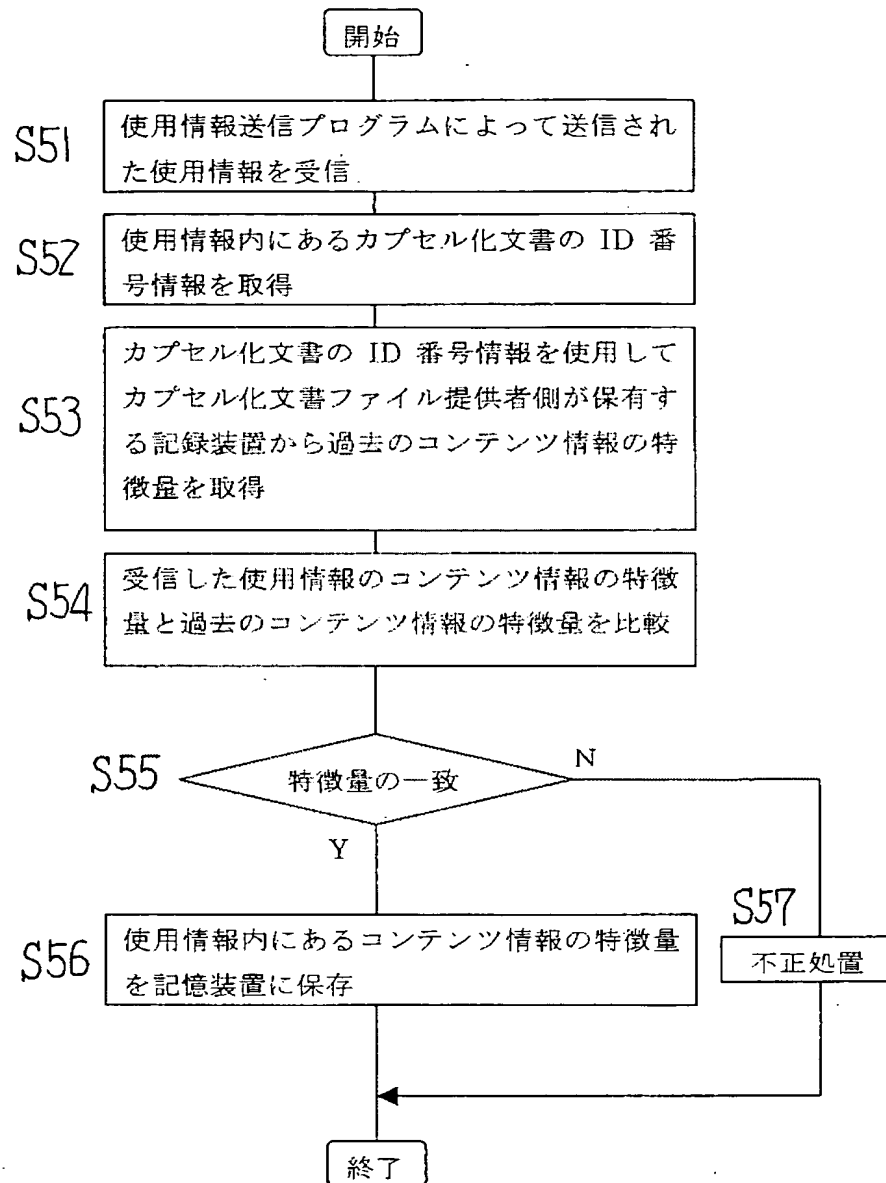 開始
S51
使用情報送信プログラムによって送信され
た使用情報を受信
S52
使用情報内にあるカプセル化文書の ID 番
号情報を取得
S53
カプセル化文書の ID 番号情報を使用して
カプセル化文書ファイル提供者側が保有す
る記録装置から過去のコンテンツ情報の特
徴量を取得
S54
受信した使用情報のコンテンツ情報の特徴
量と過去のコンテンツ情報の特徴量を比較
S55
特徴量の一致
N
Y
S56
使用情報内にあるコンテンツ情報の特徴量
を記憶装置に保存
S57
不正処置
終了